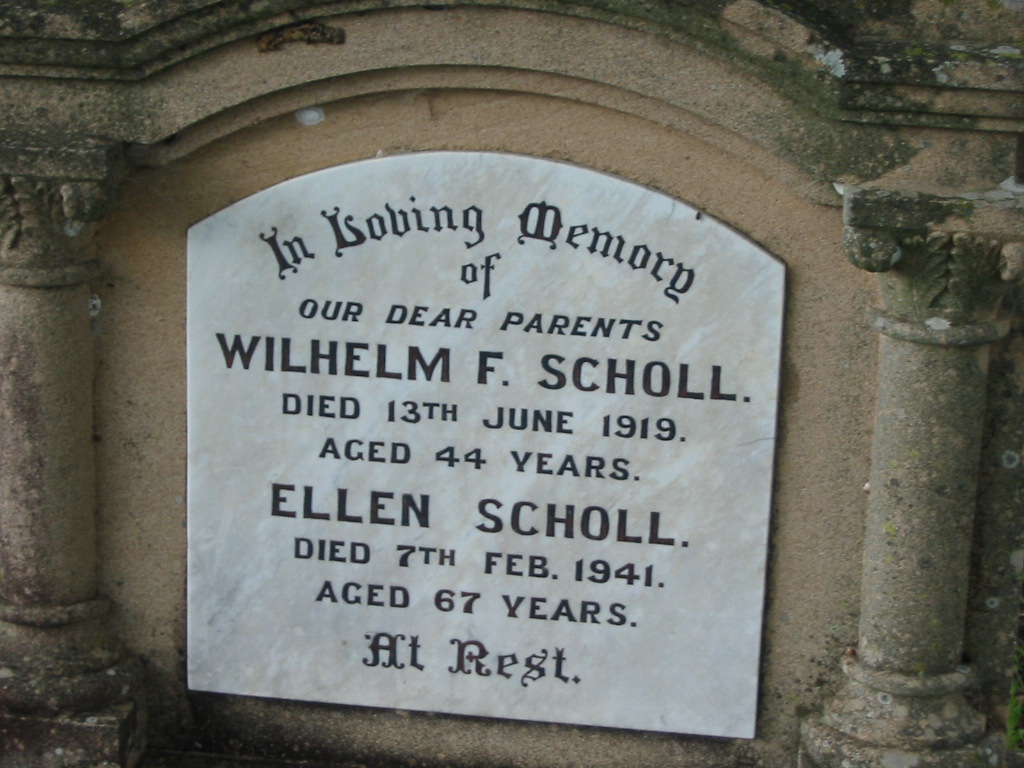 In Loving Memory
of
OUR DEAR PARENTS
WILHELM F. SCHOLL.
DIED 13TH JUNE 1919.
AGED 44 YEARS.
ELLEN SCHOLL.
DIED 7TH FEB. 1941.
AGED 67 YEARS.
At Rest.